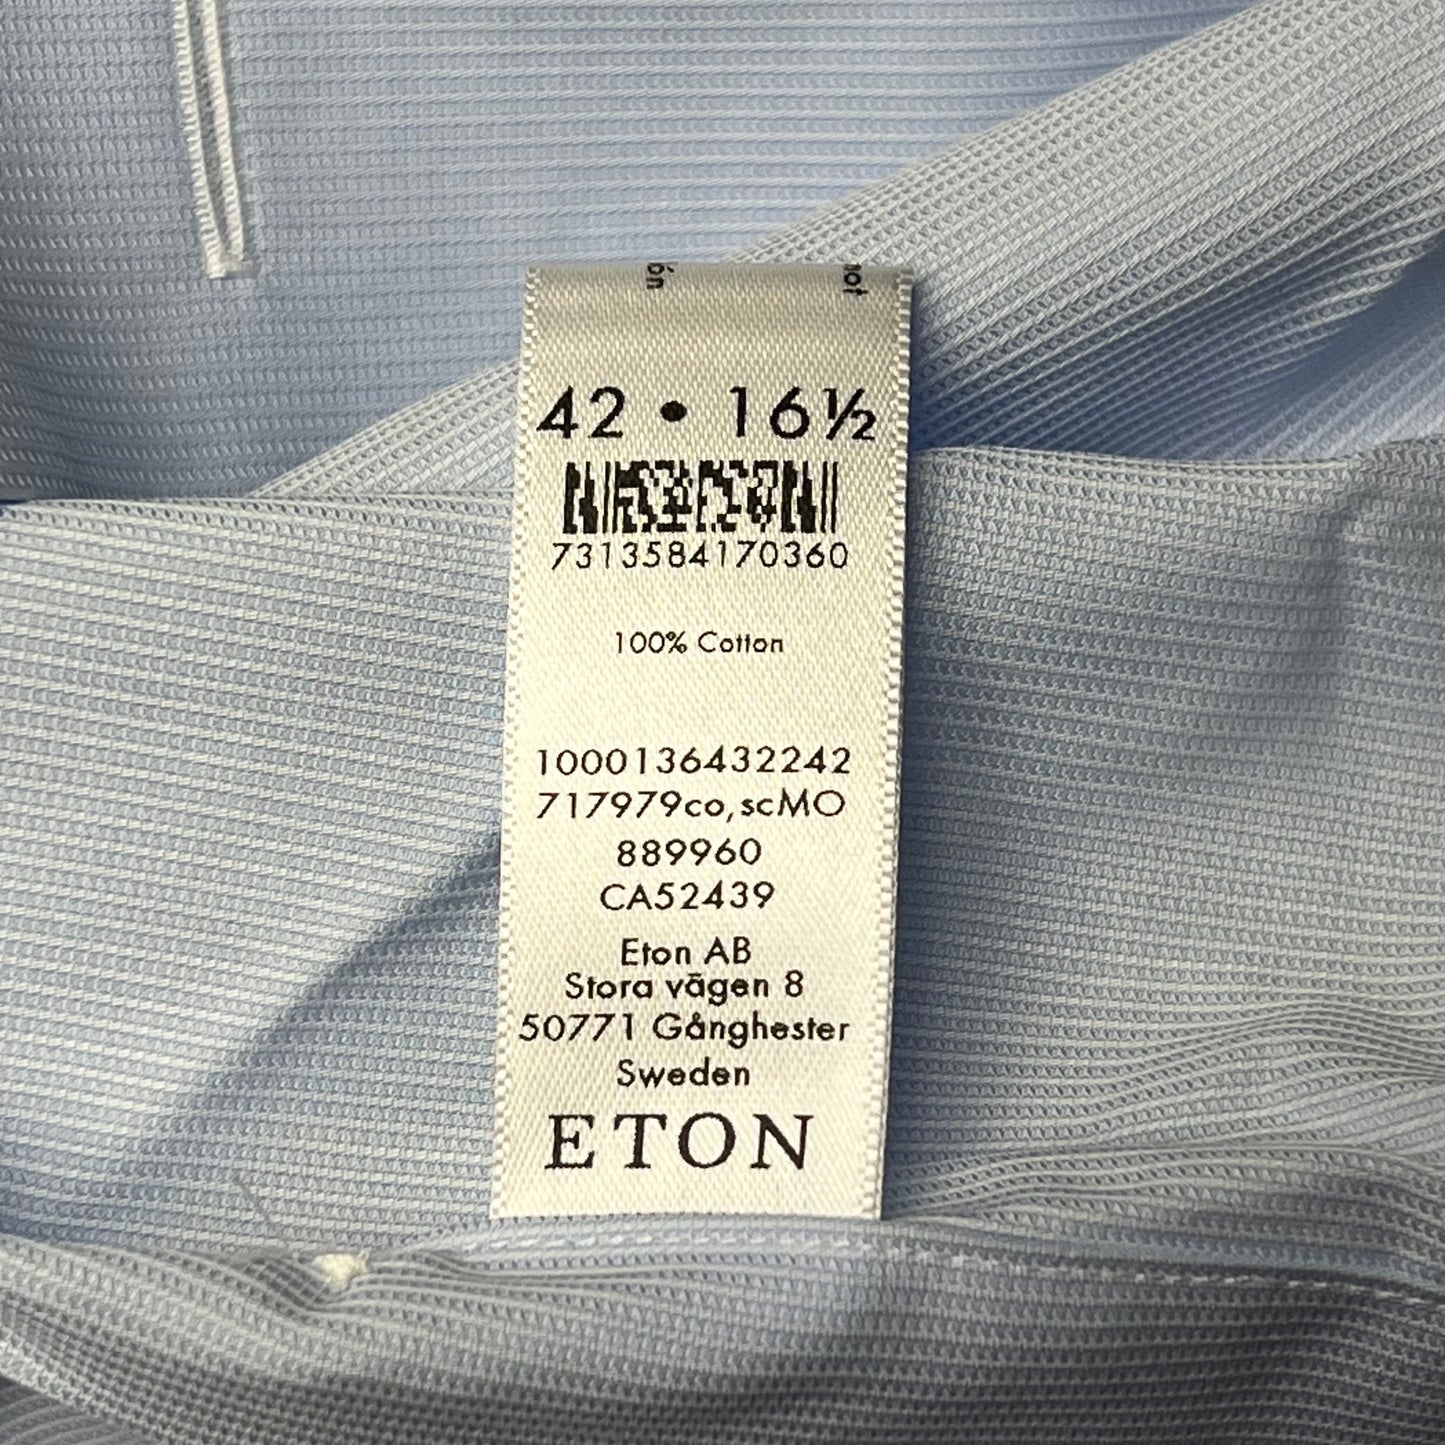 42 • 16½
7313584170360
100% Cotton
1000136432242
717979co,scMO
889960
CA52439
Eton AB
Stora vägen 8
50771 Gånghester
Sweden
ETON